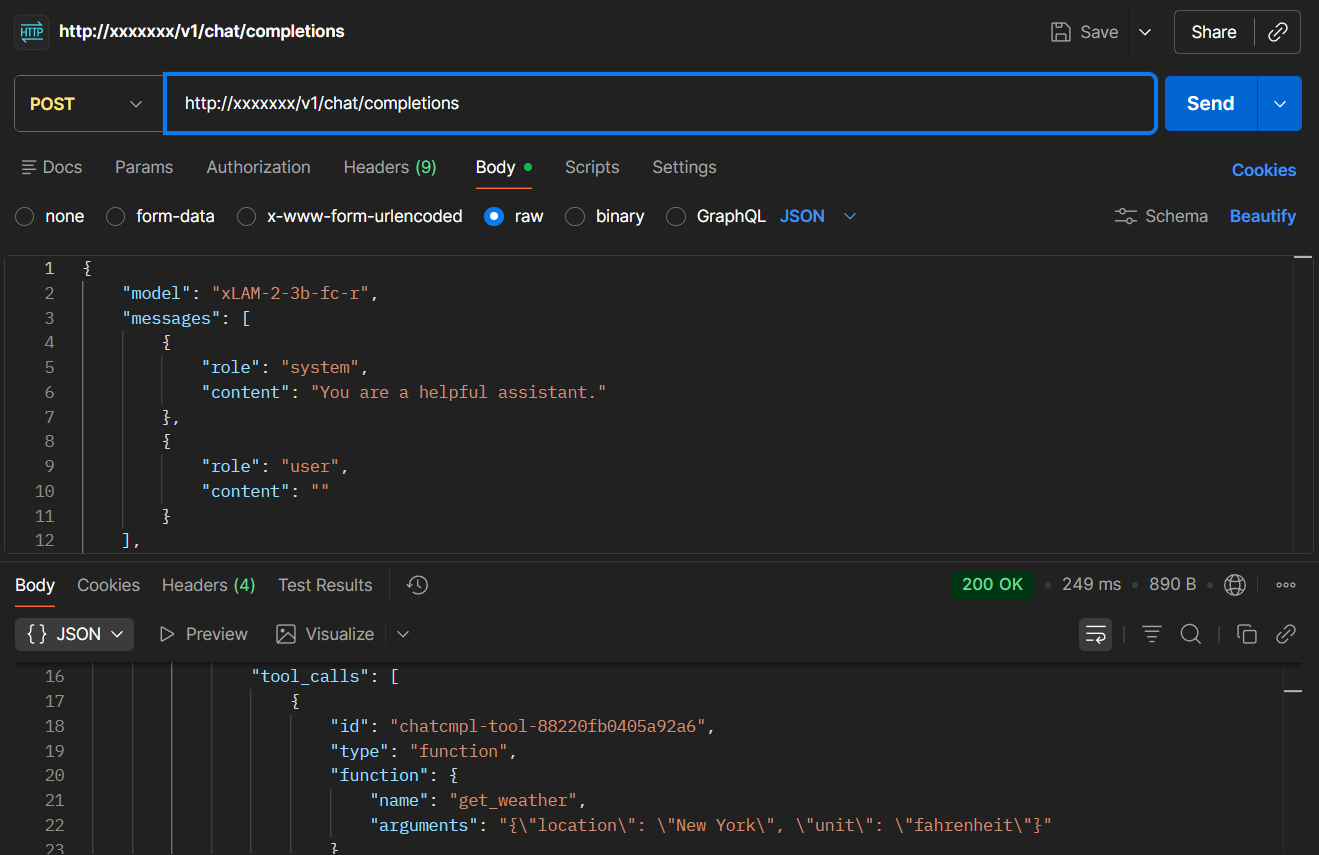 HTTP http://xxxxxxx/v1/chat/completions Save Share
POST http://xxxxxxx/v1/chat/completions Send
Docs Params Authorization Headers (9) Body Scripts Settings Cookies
none form-data x-www-form-urlencoded raw binary GraphQL JSON Schema Beautify
1 {
2 "model": "xLAM-2-3b-fc-r",
3 "messages": [
4 {
5 "role": "system",
6 "content": "You are a helpful assistant."
7 },
8 {
9 "role": "user",
10 "content": ""
11 }
12 ],
Body Cookies Headers (4) Test Results 200 OK • 249 ms • 890 B •
{} JSON Preview Visualize
16 "tool_calls": [
17 {
18 "id": "chatcmpl-tool-88220fb0405a92a6",
19 "type": "function",
20 "function": {
21 "name": "get_weather",
22 "arguments": "{\"location\": \"New York\", \"unit\": \"fahrenheit\"}"
23 }